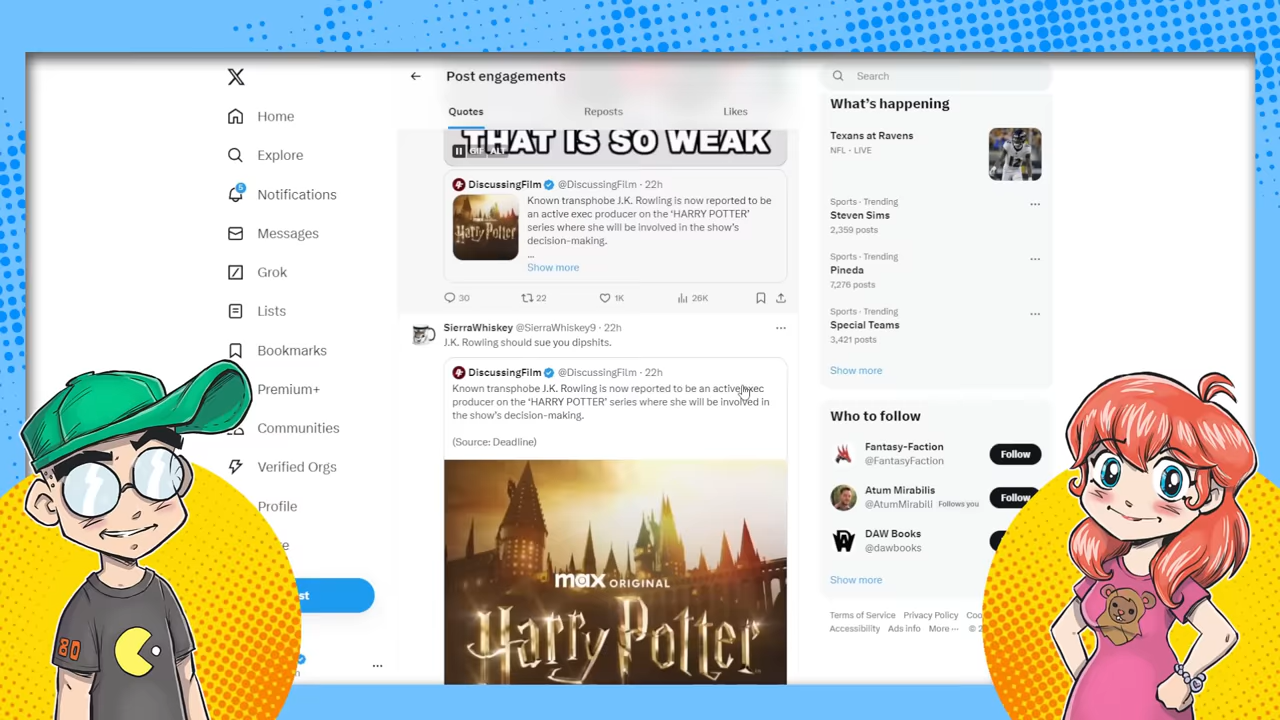 Post engagements
Quotes Reposts Likes
Home
Explore
5
Notifications
Messages
Grok
Lists
Bookmarks
Premium+
Communities
Verified Orgs
Profile
THAT IS SO WEAK
GIF ALT
DiscussingFilm @DiscussingFilm · 22h
Known transphobe J.K. Rowling is now reported to be
an active exec producer on the ‘HARRY POTTER’
series where she will be involved in the show’s
decision-making.
...
Show more
Harry Potter
30 22 1K 26K
SierraWhiskey @SierraWhiskey9 · 22h
J.K. Rowling should sue you dipshits.
DiscussingFilm @DiscussingFilm · 22h
Known transphobe J.K. Rowling is now reported to be an active exec
producer on the ‘HARRY POTTER’ series where she will be involved in
the show’s decision-making.
(Source: Deadline)
max ORIGINAL
Harry Potter
Search
What’s happening
Texans at Ravens
NFL · LIVE
Sports · Trending
Steven Sims
2,359 posts
Sports · Trending
Pineda
7,276 posts
Sports · Trending
Special Teams
3,421 posts
Show more
Who to follow
Fantasy-Faction
@FantasyFaction
Follow
Atum Mirabilis
@AtumMirabili Follows you
Follow
DAW Books
@dawbooks
Show more
Terms of Service Privacy Policy Coo
Accessibility Ads info More ··· ©
80